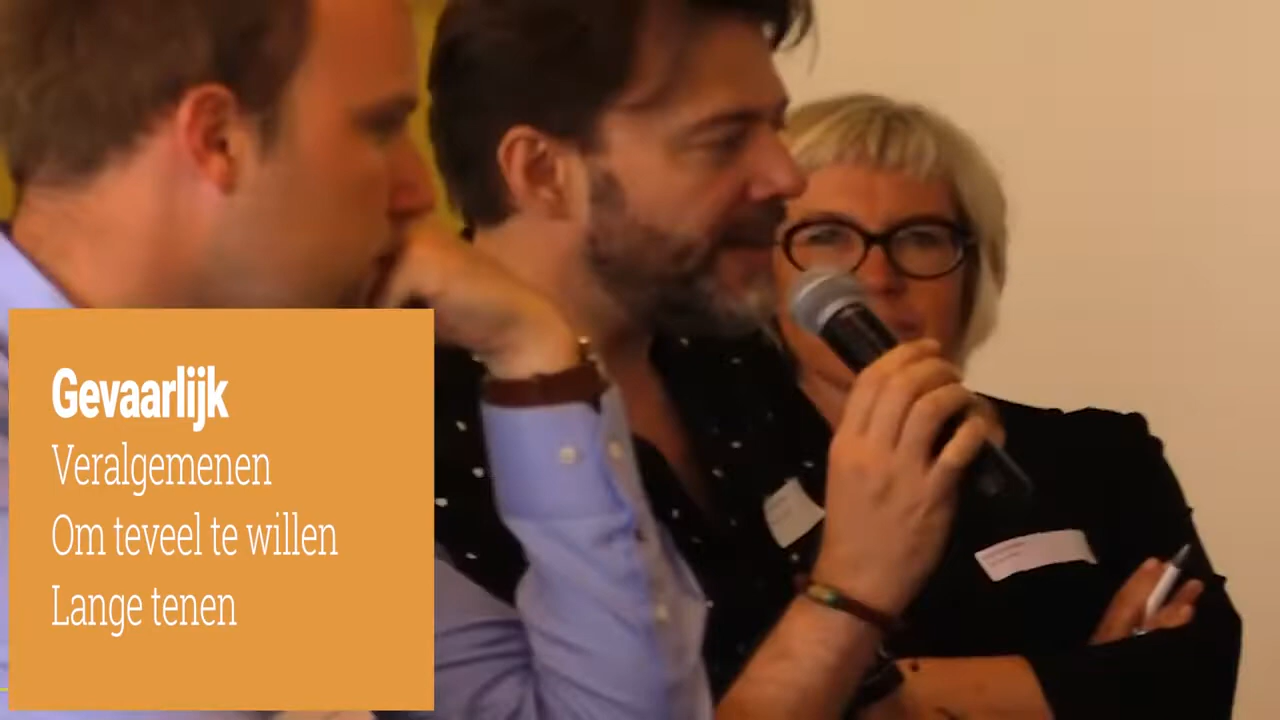 Gevaarlijk
Veralgemenen
Om teveel te willen
Lange tenen